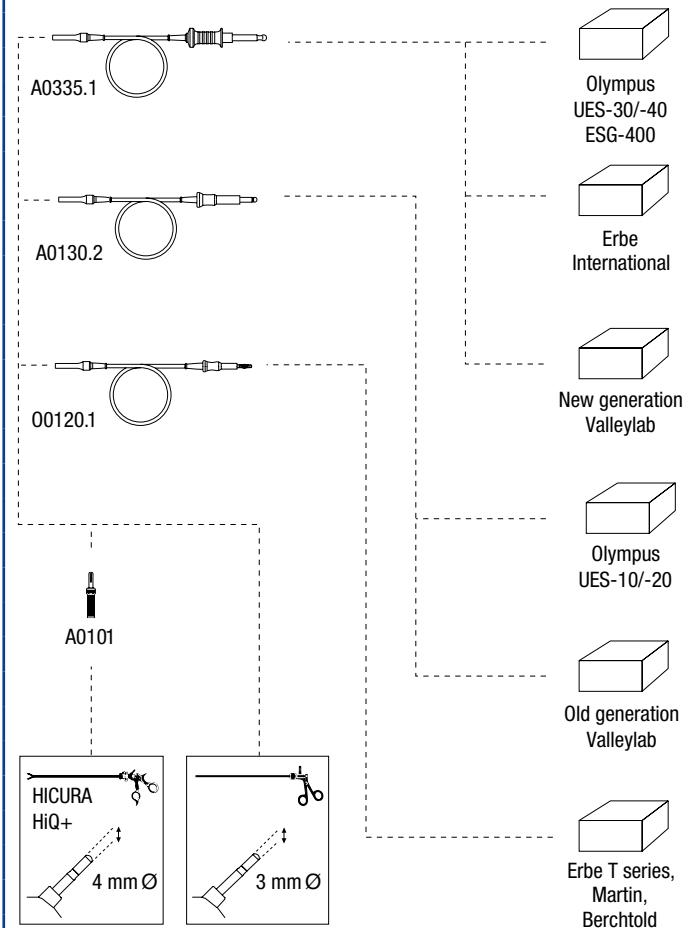 A0335.1
Olympus
UES-30/-40
ESG-400
A0130.2
Erbe
International
O0120.1
New generation
Valleylab
Olympus
UES-10/-20
A0101
Old generation
Valleylab
HICURA
HiQ+
4 mm Ø
3 mm Ø
Erbe T series,
Martin,
Berchtold